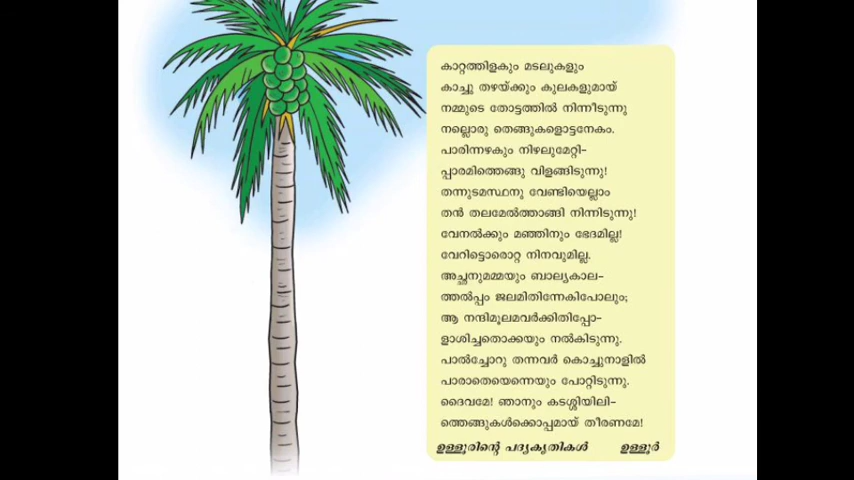 കാറ്റത്തിളകും മടലുകളും
കാച്ചു തഴയ്ക്കും കുലകളുമായ്
നമ്മുടെ തോട്ടത്തിൽ നിന്നീടുന്നു
നല്ലൊരു തെങ്ങുകളൊട്ടനേകം.
പാരിന്നഴകും നിഴലുമേറ്റി-
പ്പാരമിത്തെങ്ങു വിളങ്ങിടുന്നു!
തന്നുടമസ്ഥനു വേണ്ടിയെല്ലാം
തൻ തലമേൽത്താങ്ങി നിന്നിടുന്നു!
വേനൽക്കും മഞ്ഞിനും ഭേദമില്ല!
വേറിട്ടൊരൊറ്റ നിനവുമില്ല.
അച്ഛനുമമ്മയും ബാല്യകാല-
ത്തൽപ്പം ജലമിതിന്നേകിപോലും;
ആ നന്ദിമൂലമവർക്കിതിപ്പോ-
ളാശിച്ചതൊക്കയും നൽകിടുന്നു.
പാൽച്ചോറു തന്നവർ കൊച്ചുനാളിൽ
പാരാതെയെന്നെയും പോറ്റിടുന്നു.
ദൈവമേ! ഞാനും കടശ്ശിയിലി-
ത്തെങ്ങുകൾക്കൊപ്പമായ് തീരണമേ!
ഉള്ളൂരിന്റെ പദ്യകൃതികൾ ഉള്ളൂർ